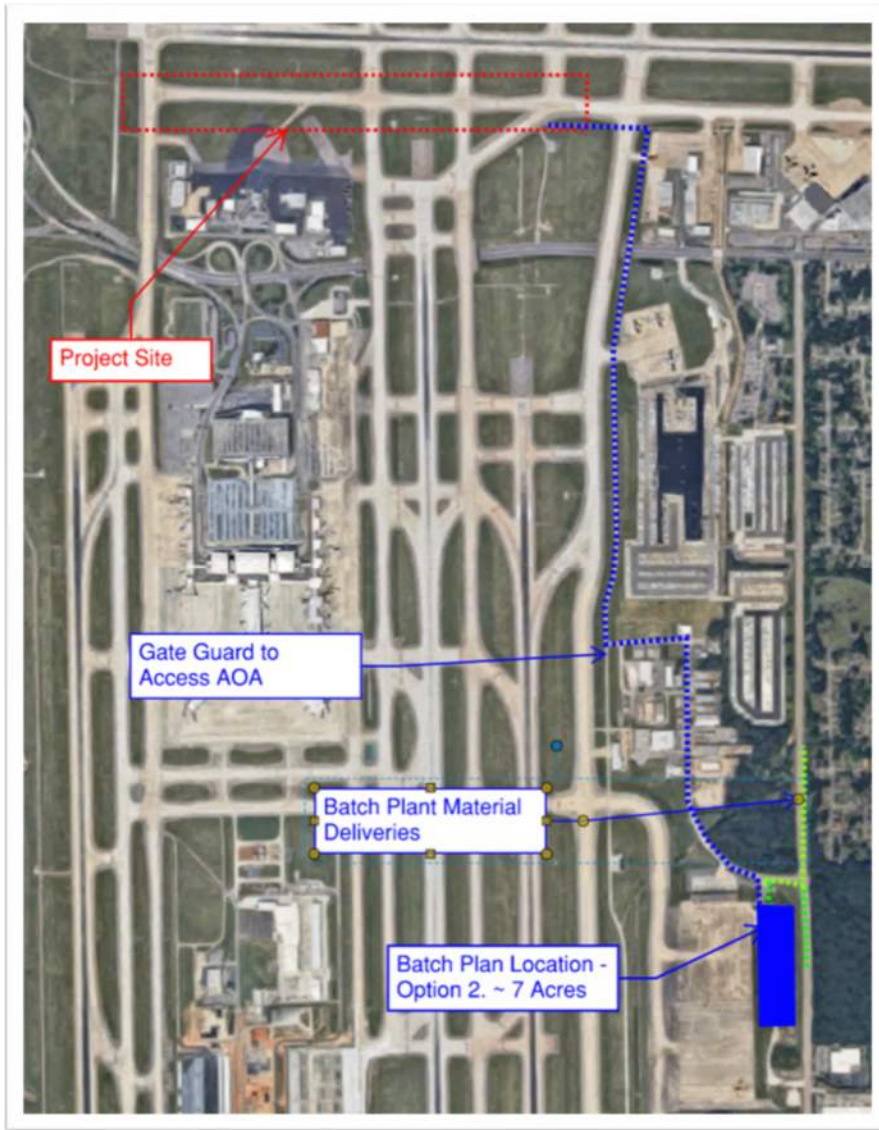 Project Site
Gate Guard to
Access AOA
Batch Plant Material
Deliveries
Batch Plan Location -
Option 2. ~ 7 Acres